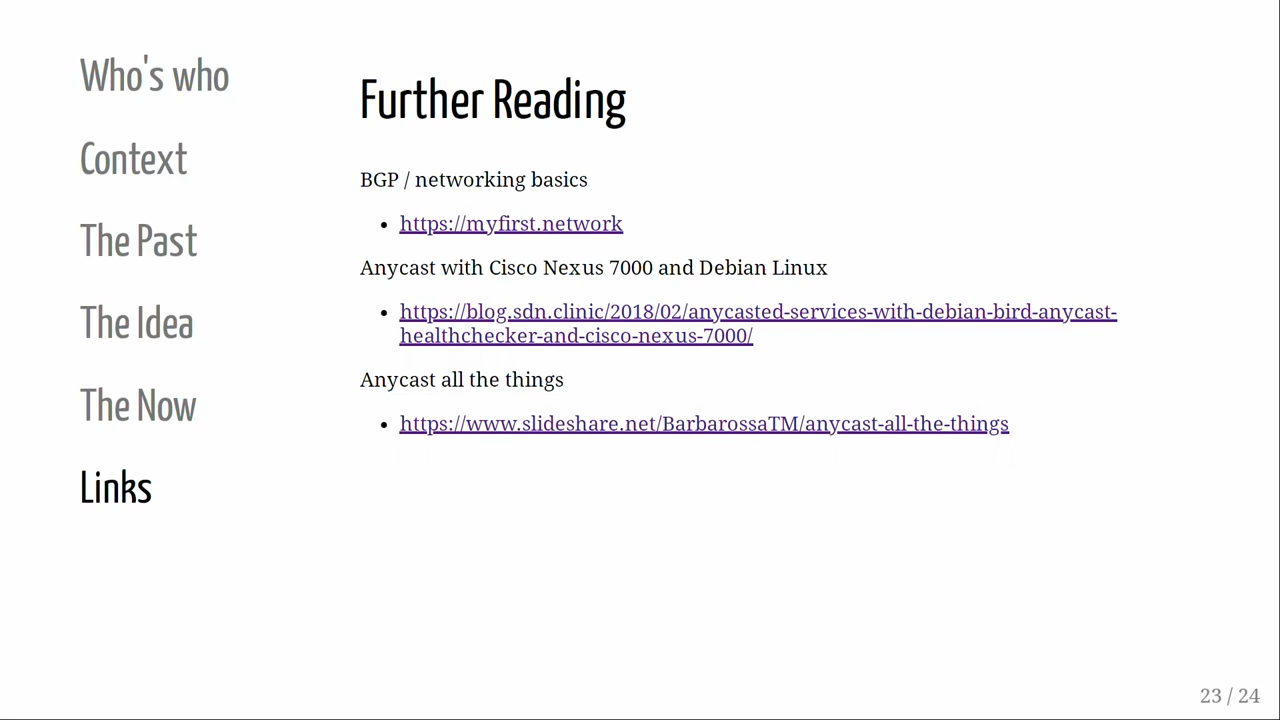 Who's who
Context
The Past
The Idea
The Now
Links
Further Reading
BGP / networking basics
• https://myfirst.network
Anycast with Cisco Nexus 7000 and Debian Linux
• https://blog.sdn.clinic/2018/02/anycasted-services-with-debian-bird-anycast-
healthchecker-and-cisco-nexus-7000/
Anycast all the things
• https://www.slideshare.net/BarbarossaTM/anycast-all-the-things
23 / 24